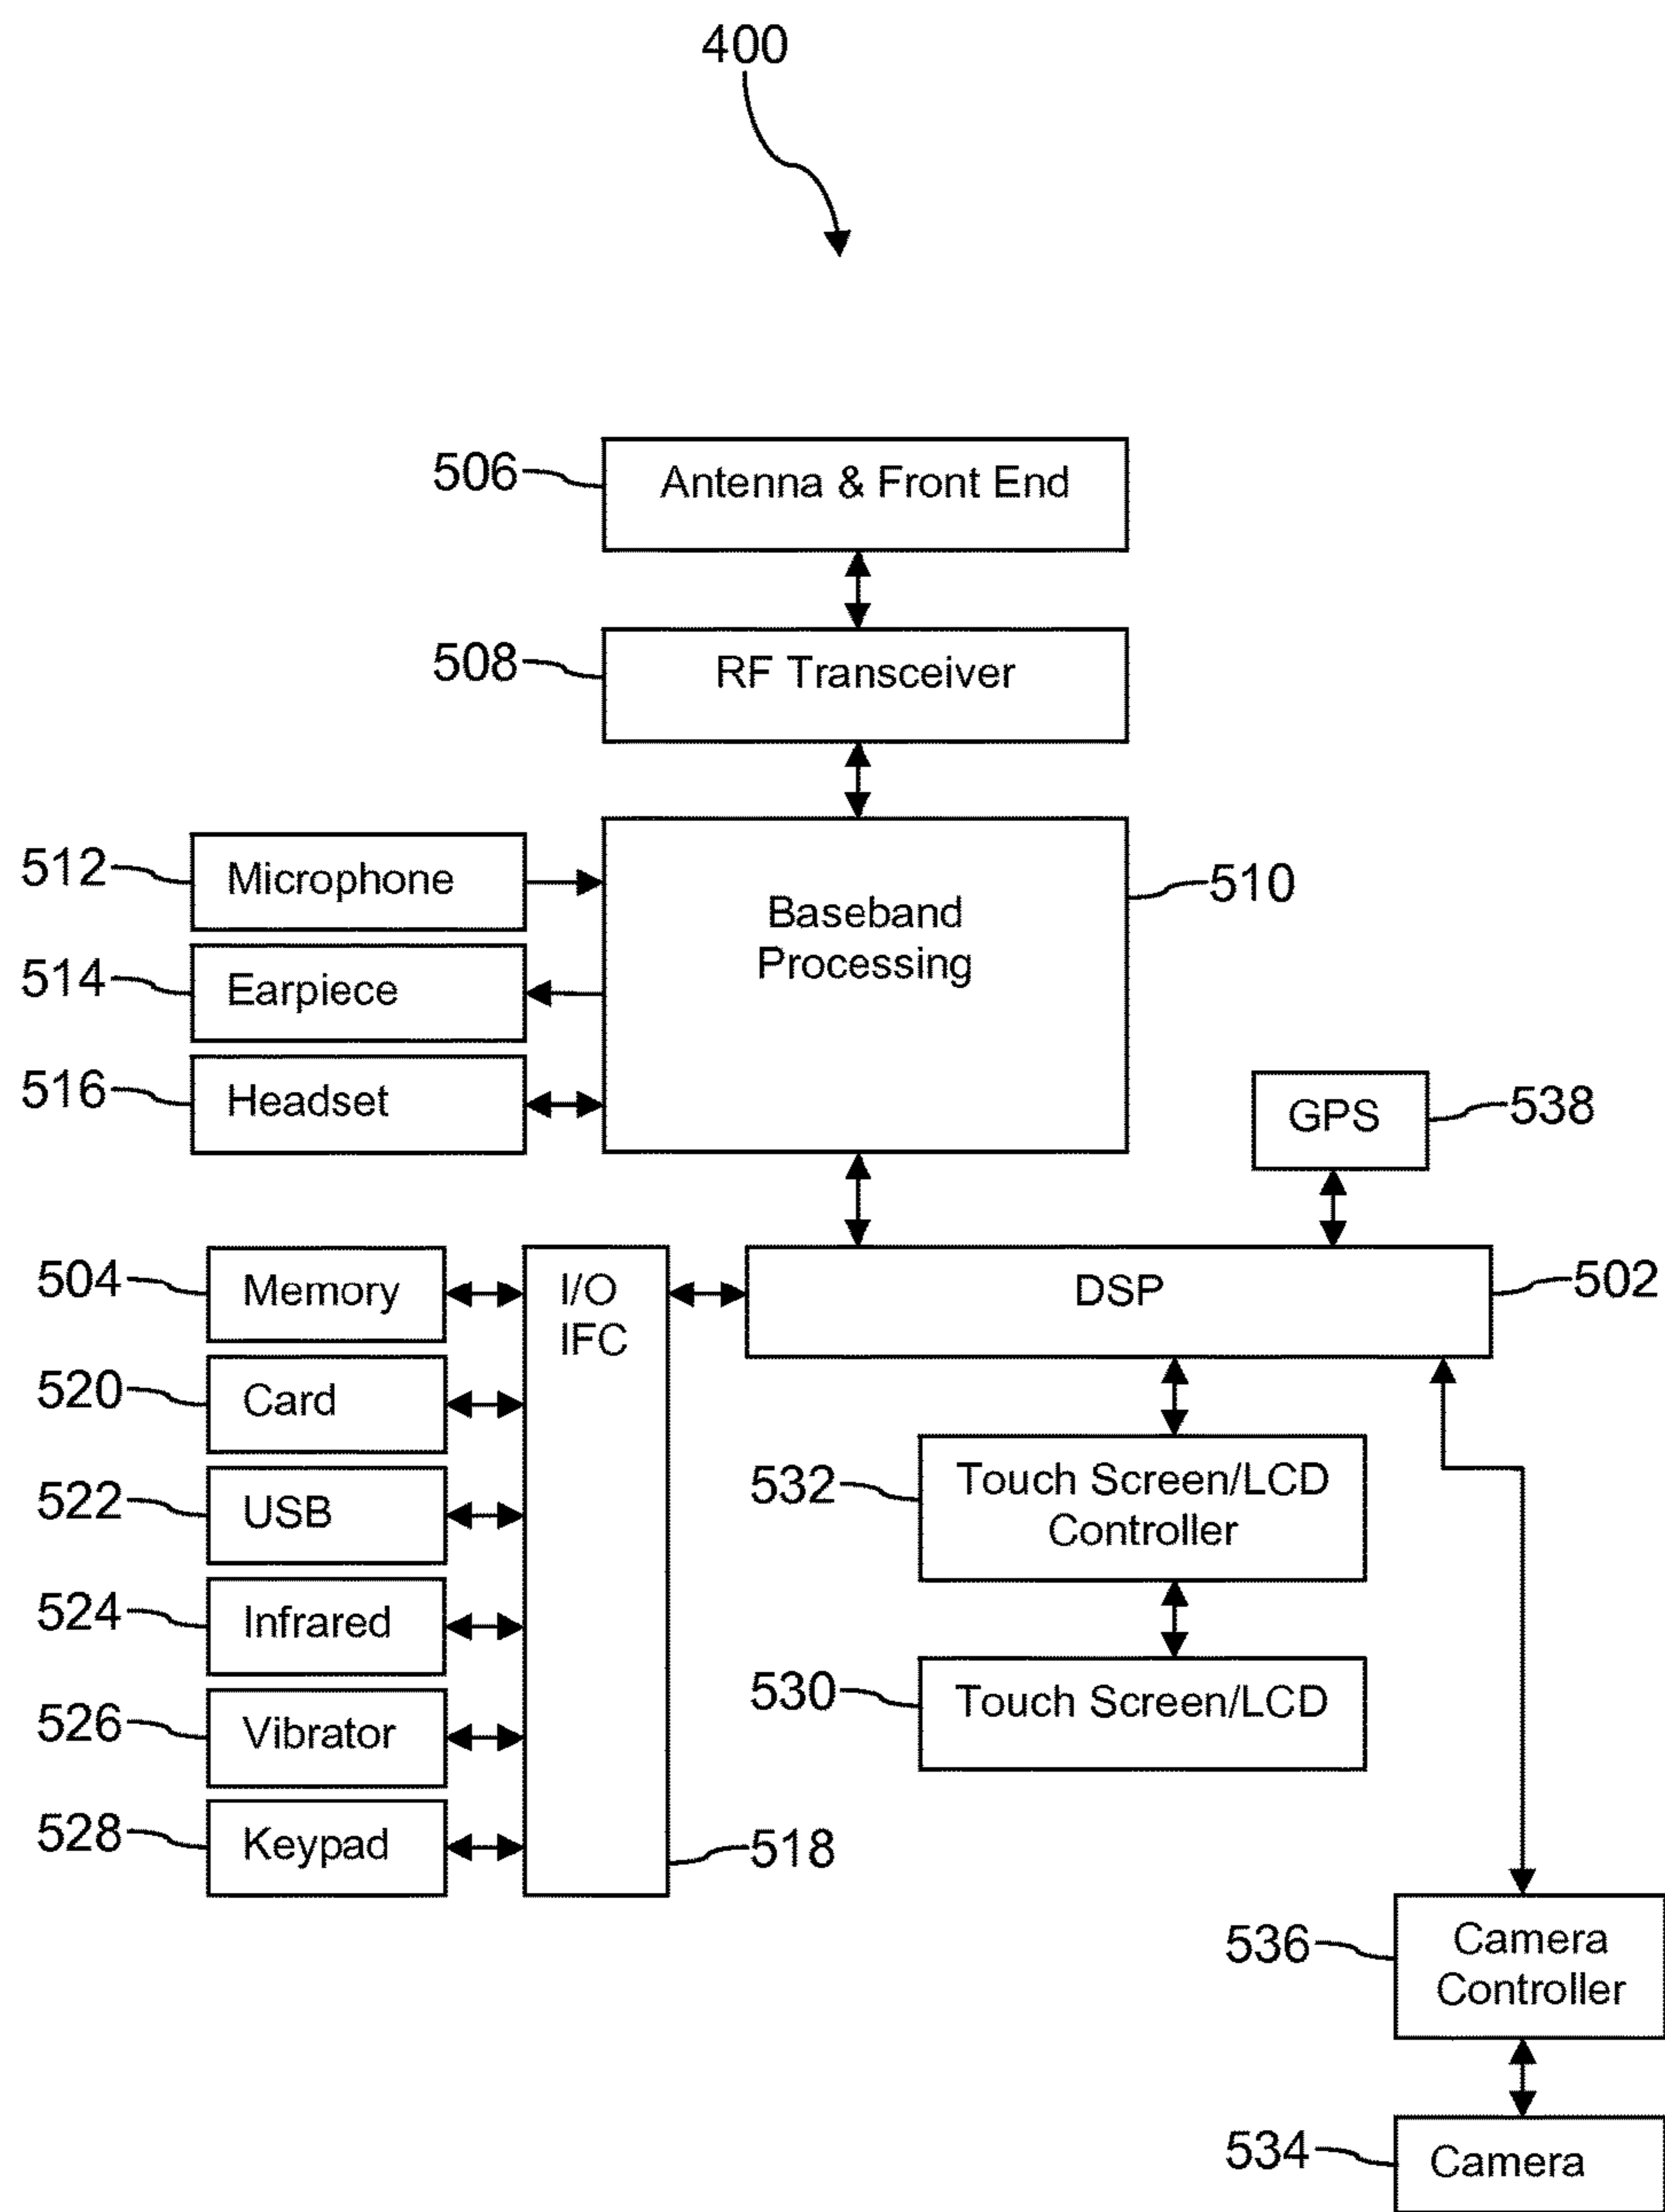 400
506
Antenna & Front End
508
RF Transceiver
512
Microphone
Baseband
Processing
510
514
Earpiece
516
Headset
GPS
538
504
Memory
I/O
IFC
DSP
502
520
Card
522
USB
532
Touch Screen/LCD
Controller
524
Infrared
526
Vibrator
530
Touch Screen/LCD
528
Keypad
518
536
Camera
Controller
534
Camera